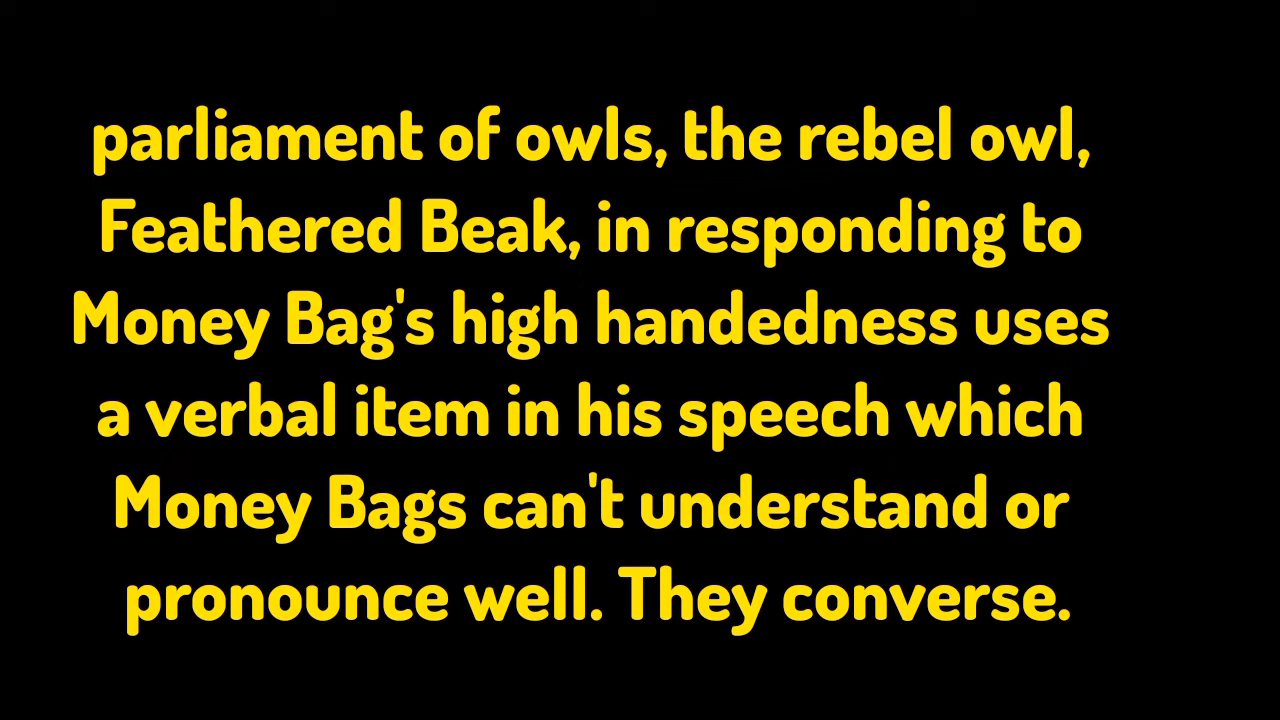 parliament of owls, the rebel owl,
Feathered Beak, in responding to
Money Bag's high handedness uses
a verbal item in his speech which
Money Bags can't understand or
pronounce well. They converse.